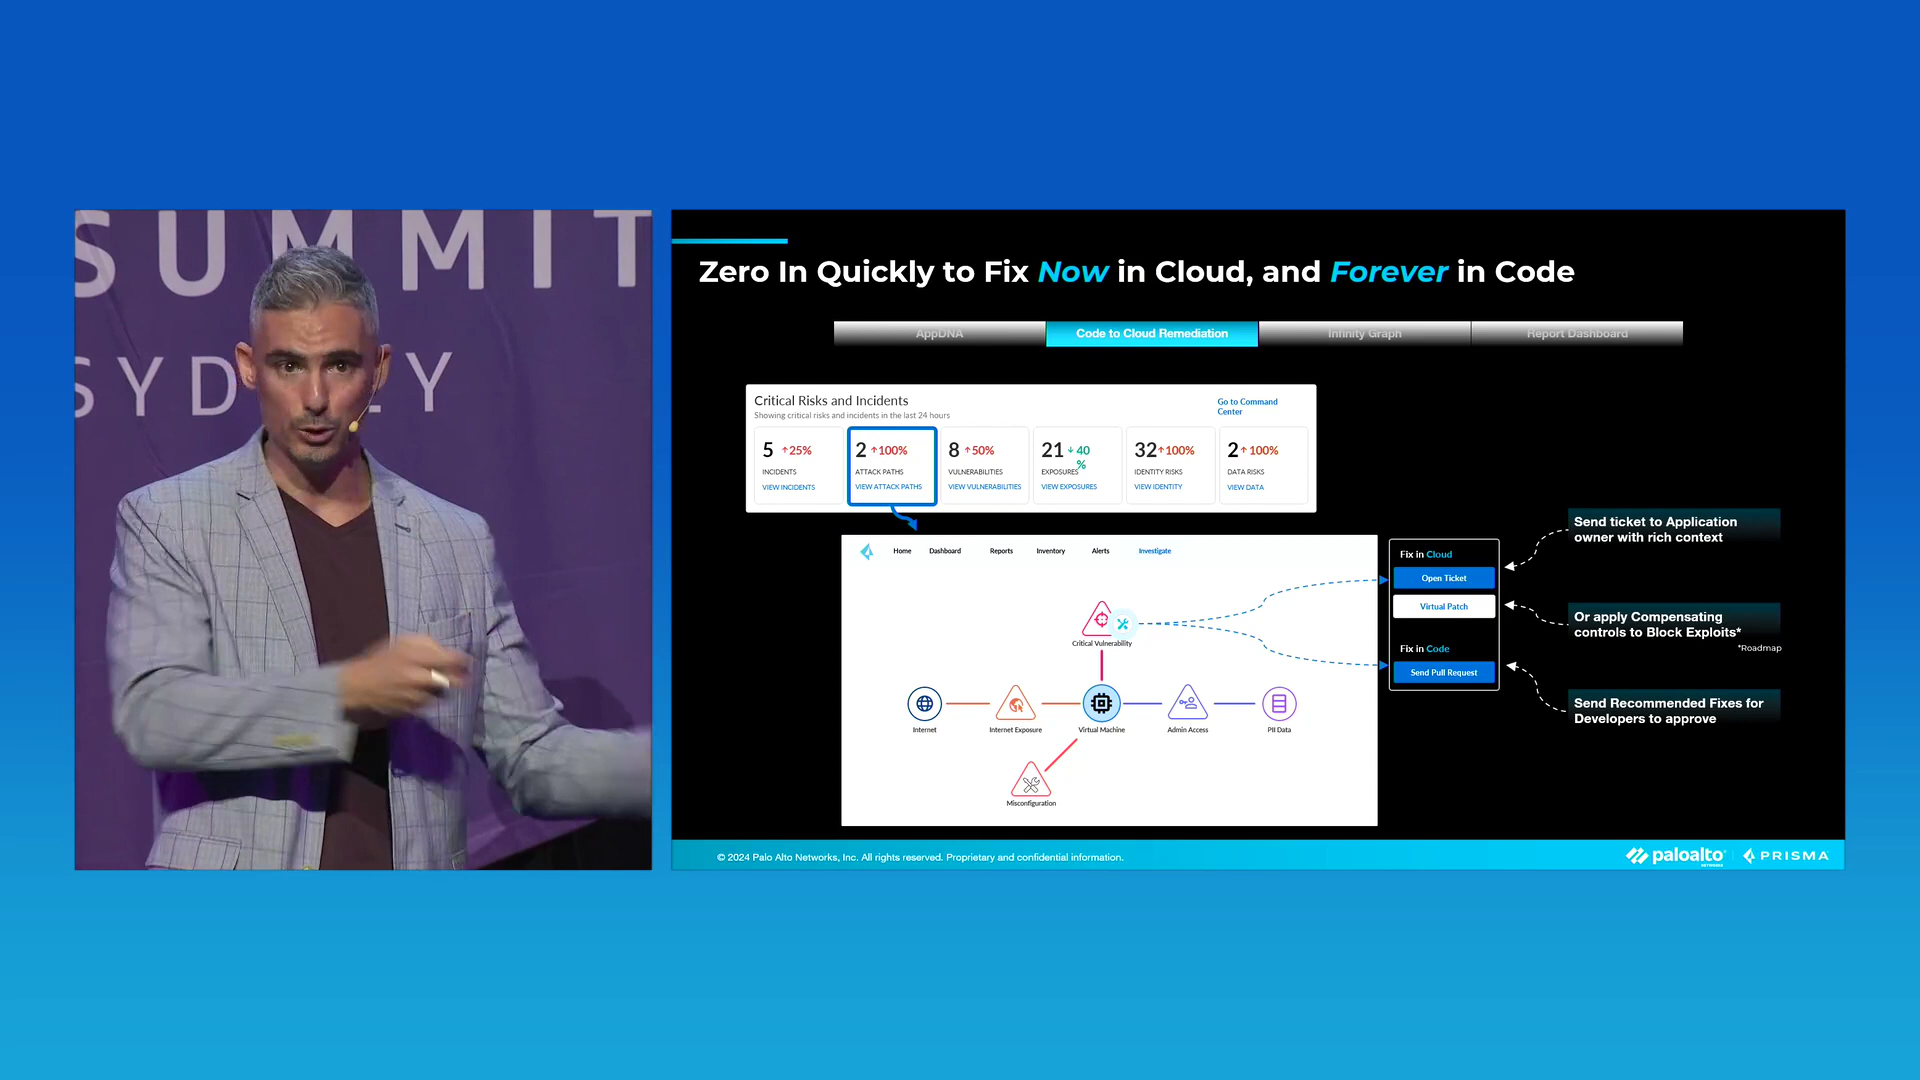 SUMMIT
SYD EY
Zero In Quickly to Fix Now in Cloud, and Forever in Code
AppDNA
Code to Cloud Remediation
Infinity Graph
Report Dashboard
Critical Risks and Incidents
Showing critical risks and incidents in the last 24 hours
Go to Command
Center
5 ↑25%
INCIDENTS
VIEW INCIDENTS
2 ↑100%
ATTACK PATHS
VIEW ATTACK PATHS
8 ↑50%
VULNERABILITIES
VIEW VULNERABILITIES
21 ↓40
%
EXPOSURES
VIEW EXPOSURES
32↑100%
IDENTITY RISKS
VIEW IDENTITY
2↑100%
DATA RISKS
VIEW DATA
Home Dashboard Reports Inventory Alerts Investigate
Critical Vulnerability
Internet
Internet Exposure
Virtual Machine
Admin Access
PII Data
Misconfiguration
Fix in Cloud
Open Ticket
Virtual Patch
Fix in Code
Send Pull Request
Send ticket to Application
owner with rich context
Or apply Compensating
controls to Block Exploits*
*Roadmap
Send Recommended Fixes for
Developers to approve
© 2024 Palo Alto Networks, Inc. All rights reserved. Proprietary and confidential information.
paloalto
NETWORKS
PRISMA